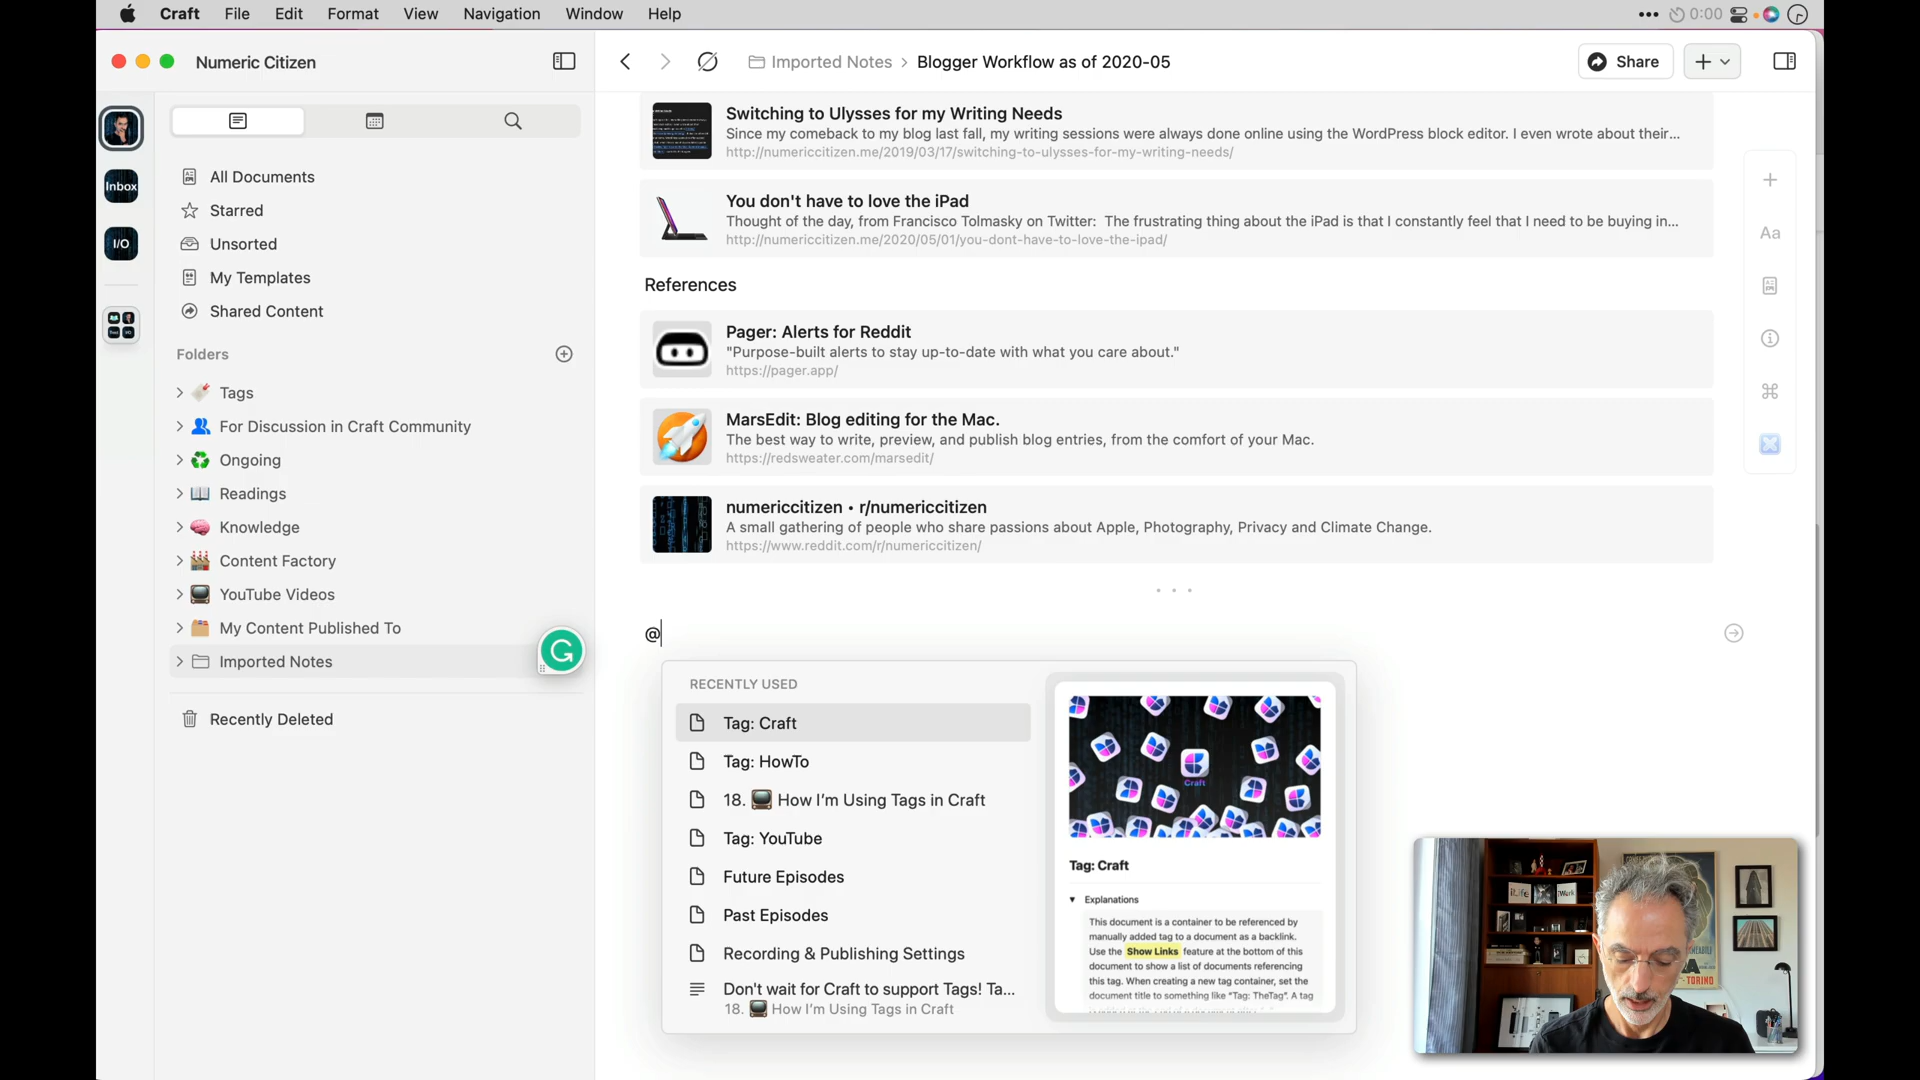 Craft File Edit Format View Navigation Window Help
0:00
Numeric Citizen
Imported Notes > Blogger Workflow as of 2020-05
Share
Inbox
I/O
All Documents
Starred
Unsorted
My Templates
Shared Content
Folders
Tags
For Discussion in Craft Community
Ongoing
Readings
Knowledge
Content Factory
YouTube Videos
My Content Published To
Imported Notes
Recently Deleted
Switching to Ulysses for my Writing Needs
Since my comeback to my blog last fall, my writing sessions were always done online using the WordPress block editor. I even wrote about their...
http://numericcitizen.me/2019/03/17/switching-to-ulysses-for-my-writing-needs/
You don't have to love the iPad
Thought of the day, from Francisco Tolmasky on Twitter: The frustrating thing about the iPad is that I constantly feel that I need to be buying in...
http://numericcitizen.me/2020/05/01/you-dont-have-to-love-the-ipad/
References
Pager: Alerts for Reddit
"Purpose-built alerts to stay up-to-date with what you care about."
https://pager.app/
MarsEdit: Blog editing for the Mac.
The best way to write, preview, and publish blog entries, from the comfort of your Mac.
https://redsweater.com/marsedit/
numericcitizen • r/numericcitizen
A small gathering of people who share passions about Apple, Photography, Privacy and Climate Change.
https://www.reddit.com/r/numericcitizen/
@
RECENTLY USED
Tag: Craft
Tag: HowTo
18. How I'm Using Tags in Craft
Tag: YouTube
Future Episodes
Past Episodes
Recording & Publishing Settings
Don't wait for Craft to support Tags! Ta...
18. How I'm Using Tags in Craft
Craft
Tag: Craft
Explanations
This document is a container to be referenced by
manually added tag to a document as a backlink.
Use the Show Links feature at the bottom of this
document to show a list of documents referencing
this tag. When creating a new tag container, set the
document title to something like "Tag: TheTag". A tag
Aa
iLife
iWork
TORINO